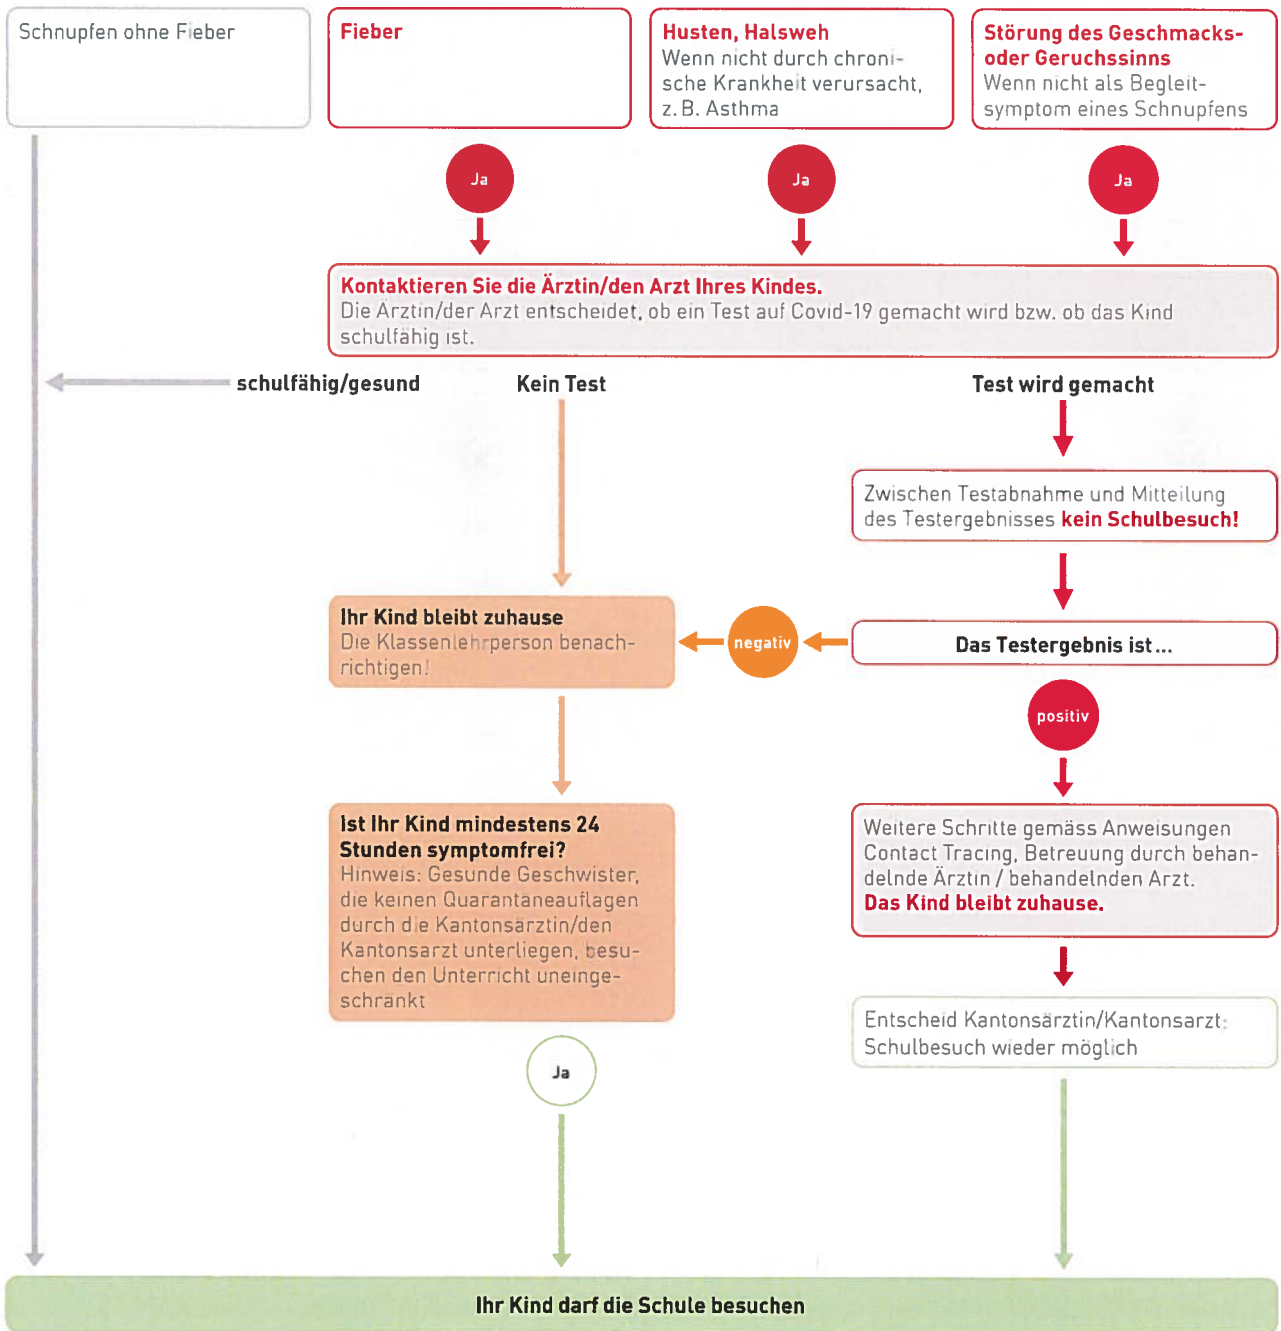 Schnupfen ohne Fieber
Fieber
Husten, Halsweh
Wenn nicht durch chroni-
sche Krankheit verursacht,
z. B. Asthma
Störung des Geschmacks-
oder Geruchssinns
Wenn nicht als Begleit-
symptom eines Schnupfens
Ja
Ja
Ja
Kontaktieren Sie die Ärztin/den Arzt Ihres Kindes.
Die Ärztin/der Arzt entscheidet, ob ein Test auf Covid-19 gemacht wird bzw. ob das Kind
schulfähig ist.
schulfähig/gesund
Kein Test
Test wird gemacht
Zwischen Testabnahme und Mitteilung
des Testergebnisses kein Schulbesuch!
Ihr Kind bleibt zuhause
Die Klassenlehrperson benach-
richtigen!
negativ
Das Testergebnis ist...
positiv
Ist Ihr Kind mindestens 24
Stunden symptomfrei?
Hinweis: Gesunde Geschwister,
die keinen Quarantäneauflagen
durch die Kantonsärztin/den
Kantonsarzt unterliegen, besu-
chen den Unterricht uneinge-
schränkt
Weitere Schritte gemäss Anweisungen
Contact Tracing, Betreuung durch behan-
delnde Ärztin / behandelnden Arzt.
Das Kind bleibt zuhause.
Ja
Entscheid Kantonsärztin/Kantonsarzt:
Schulbesuch wieder möglich
Ihr Kind darf die Schule besuchen